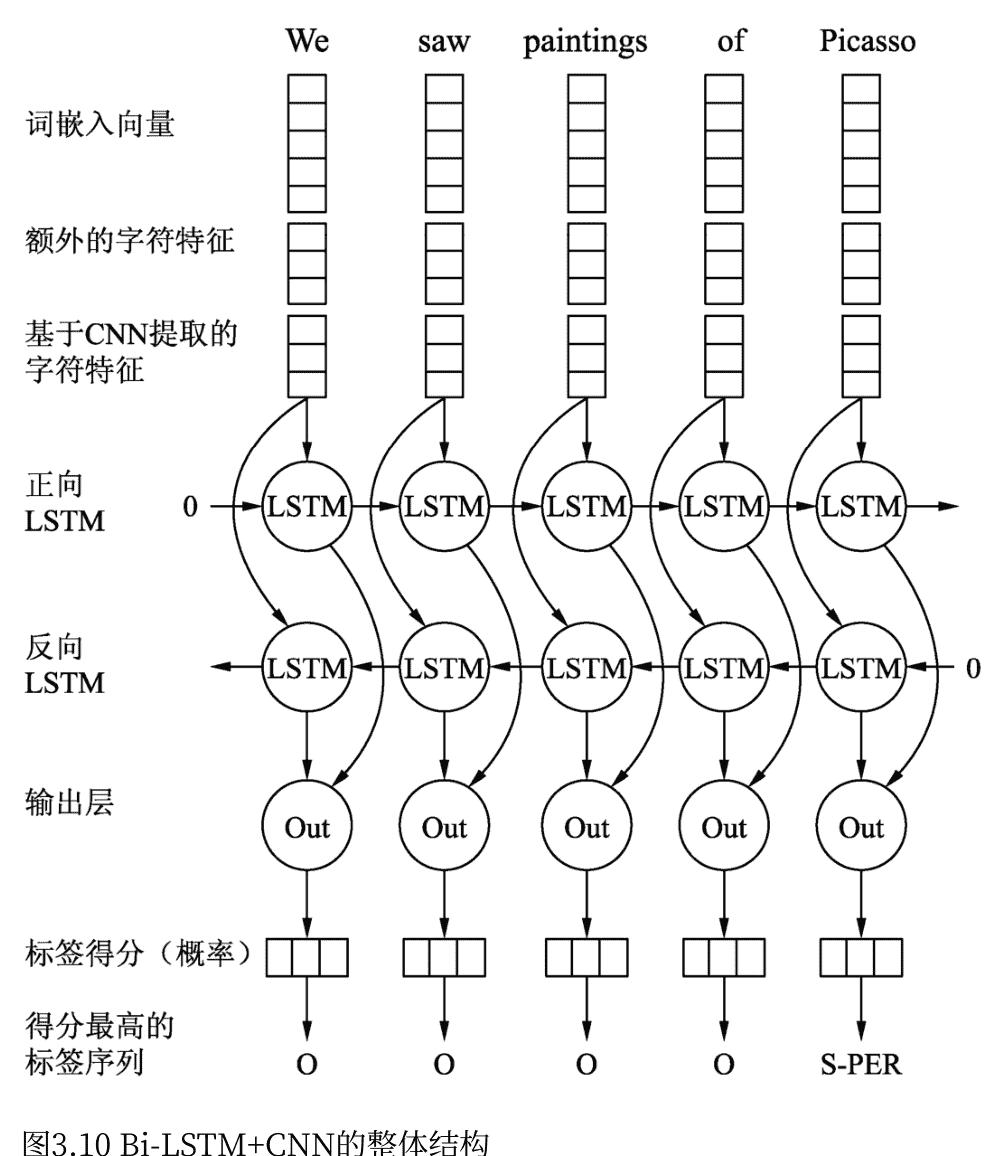 We saw paintings of Picasso
词嵌入向量
额外的字符特征
基于CNN提取的
字符特征
正向
LSTM
0 LSTM LSTM LSTM LSTM LSTM
反向
LSTM
LSTM LSTM LSTM LSTM LSTM 0
输出层
Out Out Out Out Out
标签得分（概率）
得分最高的
标签序列
O O O O S-PER
图3.10 Bi-LSTM+CNN的整体结构